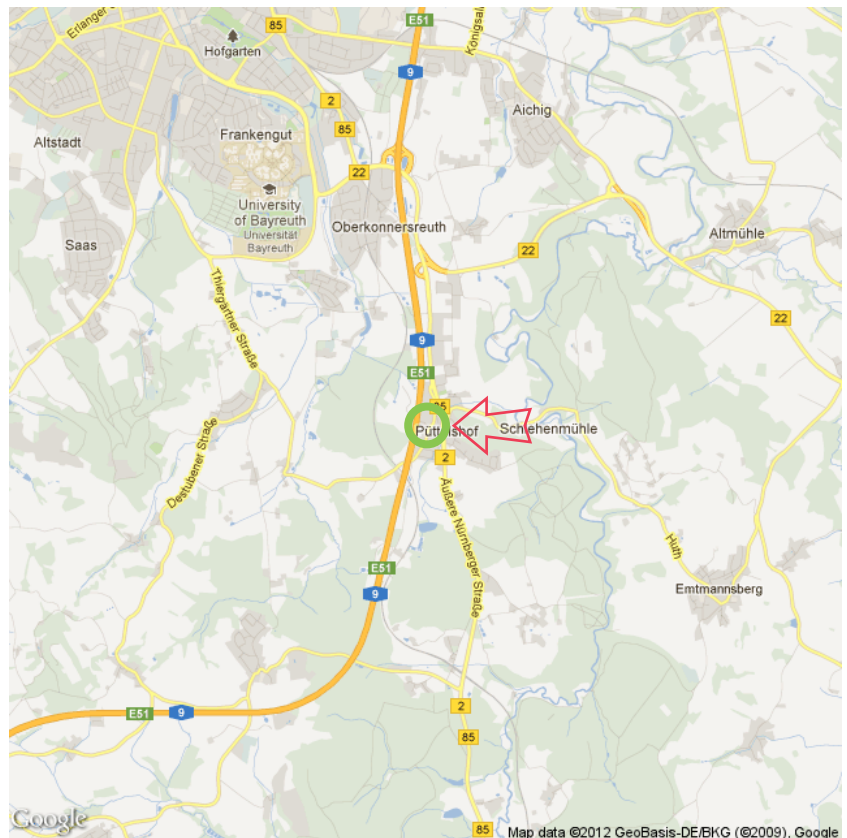 E51
Erlanger
85
Hofgarten
Königsal
9
Aichig
2
Frankengut
85
Altstadt
22
University
of Bayreuth
Universität
Bayreuth
Oberkonnersreuth
Altmühle
Saas
22
Thiergärtner Straße
22
9
E51
Püttelshof
Schlehenmühle
2
Destubener Straße
Äußere Nürnberger Straße
Huth
E51
9
Emtmannsberg
E51
9
2
85
2
85
Google
Map data ©2012 GeoBasis-DE/BKG (©2009), Google